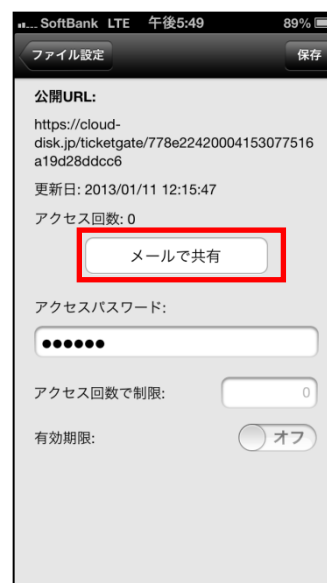 SoftBank LTE 午後5:49 89%
ファイル設定 保存
公開URL:
https://cloud-
disk.jp/ticketgate/778e22420004153077516
a19d28ddcc6
更新日: 2013/01/11 12:15:47
アクセス回数: 0
メールで共有
アクセスパスワード:
●●●●●●
アクセス回数で制限: 0
有効期限: オフ